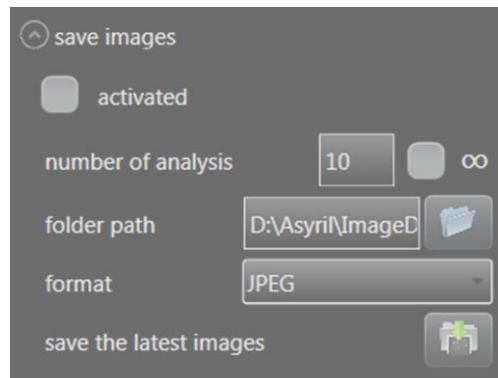 save images
activated
number of analysis 10 ∞
folder path D:\Asyril\ImageD
format JPEG
save the latest images